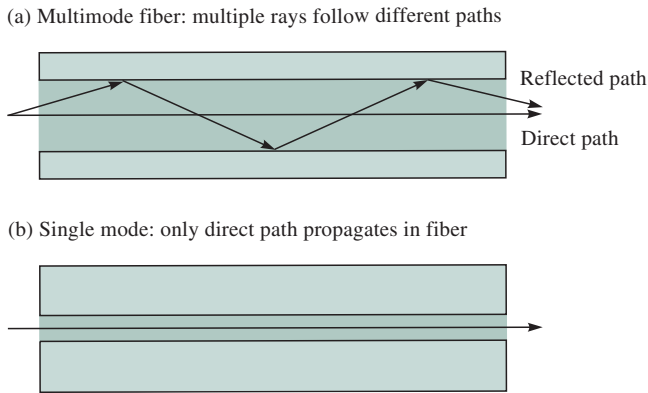 (a) Multimode fiber: multiple rays follow different paths
Reflected path
Direct path
(b) Single mode: only direct path propagates in fiber